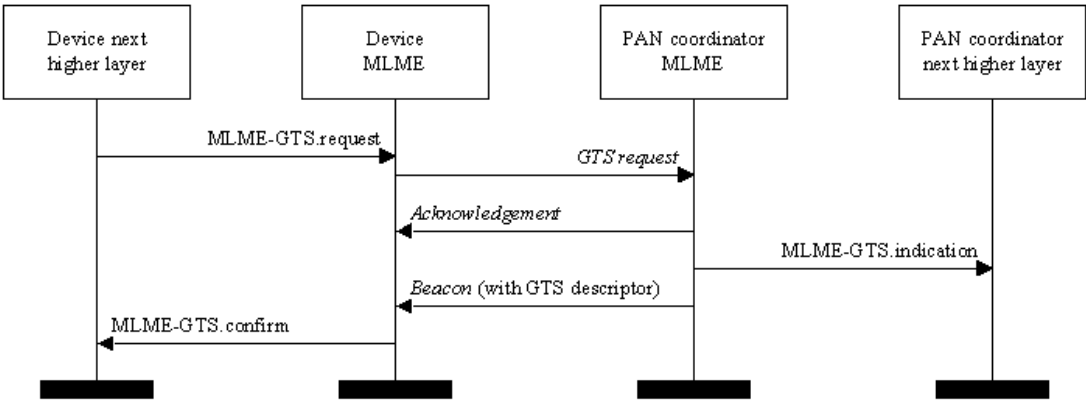 Device next
higher layer
Device
MLME
PAN coordinator
MLME
PAN coordinator
next higher layer
MLME-GTS.request
GTS request
Acknowledgement
MLME-GTS.indication
Beacon (with GTS descriptor)
MLME-GTS.confirm